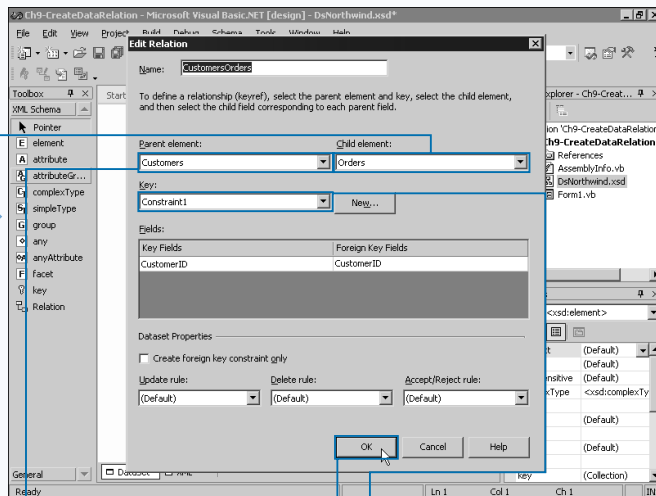 Ch9-CreateDataRelation - Microsoft Visual Basic.NET [design] - DsNorthwind.xsd*
File Edit View Project Build Debug Schema Tools Window Help
Edit Relation
Name: CustomersOrders
To define a relationship (keyref), select the parent element and key, select the child element,
and then select the child field corresponding to each parent field.
Parent element: Child element:
Customers Orders
Key:
Constraint1 New...
Fields:
Key Fields Foreign Key Fields
CustomerID CustomerID
Dataset Properties
Create foreign key constraint only
Update rule: Delete rule: Accept/Reject rule:
(Default) (Default) (Default)
OK Cancel Help
Toolbox
XML Schema
Pointer
element
attribute
attributeGr...
complexType
simpleType
group
any
anyAttribute
facet
key
Relation
General
Start
xplorer - Ch9-Creat...
ion 'Ch9-CreateDataRelation
Ch9-CreateDataRelation
References
AssemblyInfo.vb
DsNorthwind.xsd
Form1.vb
<xsd:element>
(Default)
(Default)
nsitive (Default)
xType <xsd:complexTy
(Default)
(Default)
key (Collection)
DataSet XML
Ready Ln 1 Col 1 Ch 1 IN